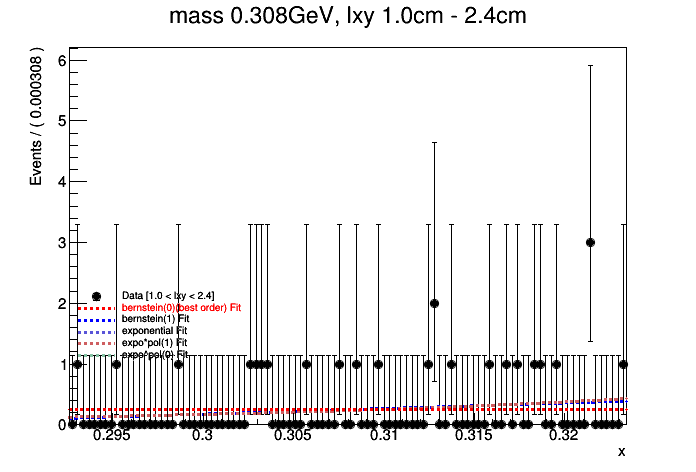 mass 0.308GeV, lxy 1.0cm - 2.4cm
Events / ( 0.000308 )
6
5
4
3
2
1
0
Data [1.0 < lxy < 2.4]
bernstein(0)(best order) Fit
bernstein(1) Fit
exponential Fit
expo*pol(1) Fit
expo*pol(0) Fit
0.295 0.3 0.305 0.31 0.315 0.32
x